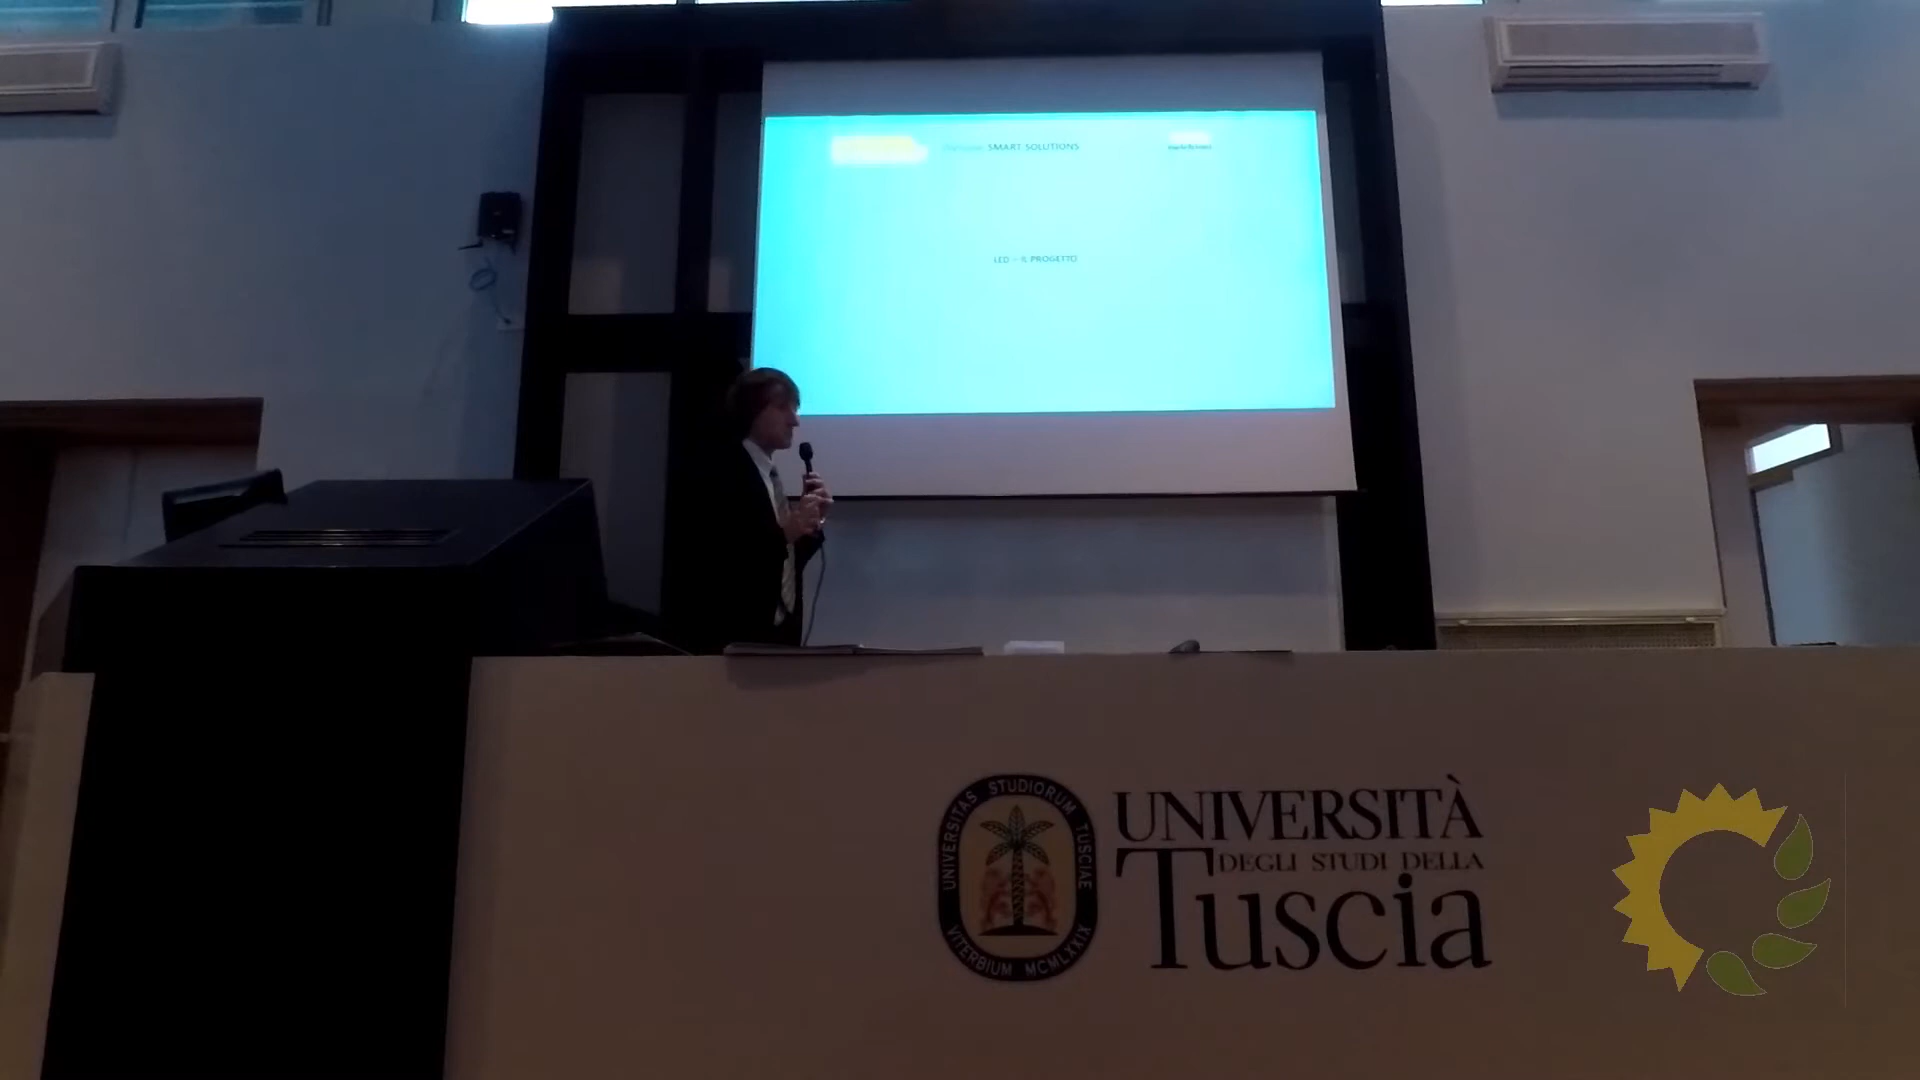 SMART SOLUTIONS
LED - IL PROGETTO
UNIVERSITAS STUDIORUM TUSCIAE
VITERBIUM MCMLXXIX
UNIVERSITÀ
DEGLI STUDI DELLA
Tuscia